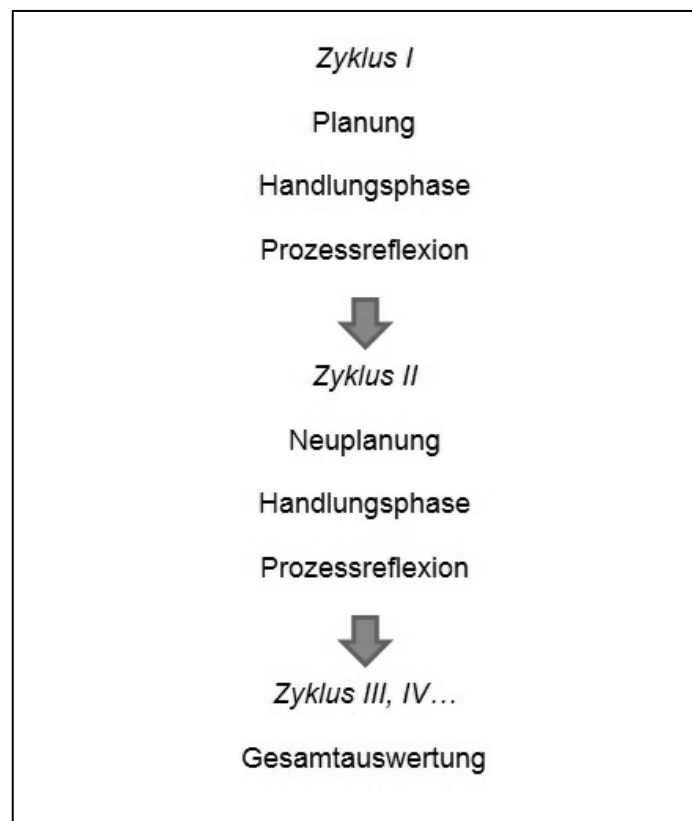 Zyklus I
Planung
Handlungsphase
Prozessreflexion
Zyklus II
Neuplanung
Handlungsphase
Prozessreflexion
Zyklus III, IV…
Gesamtauswertung